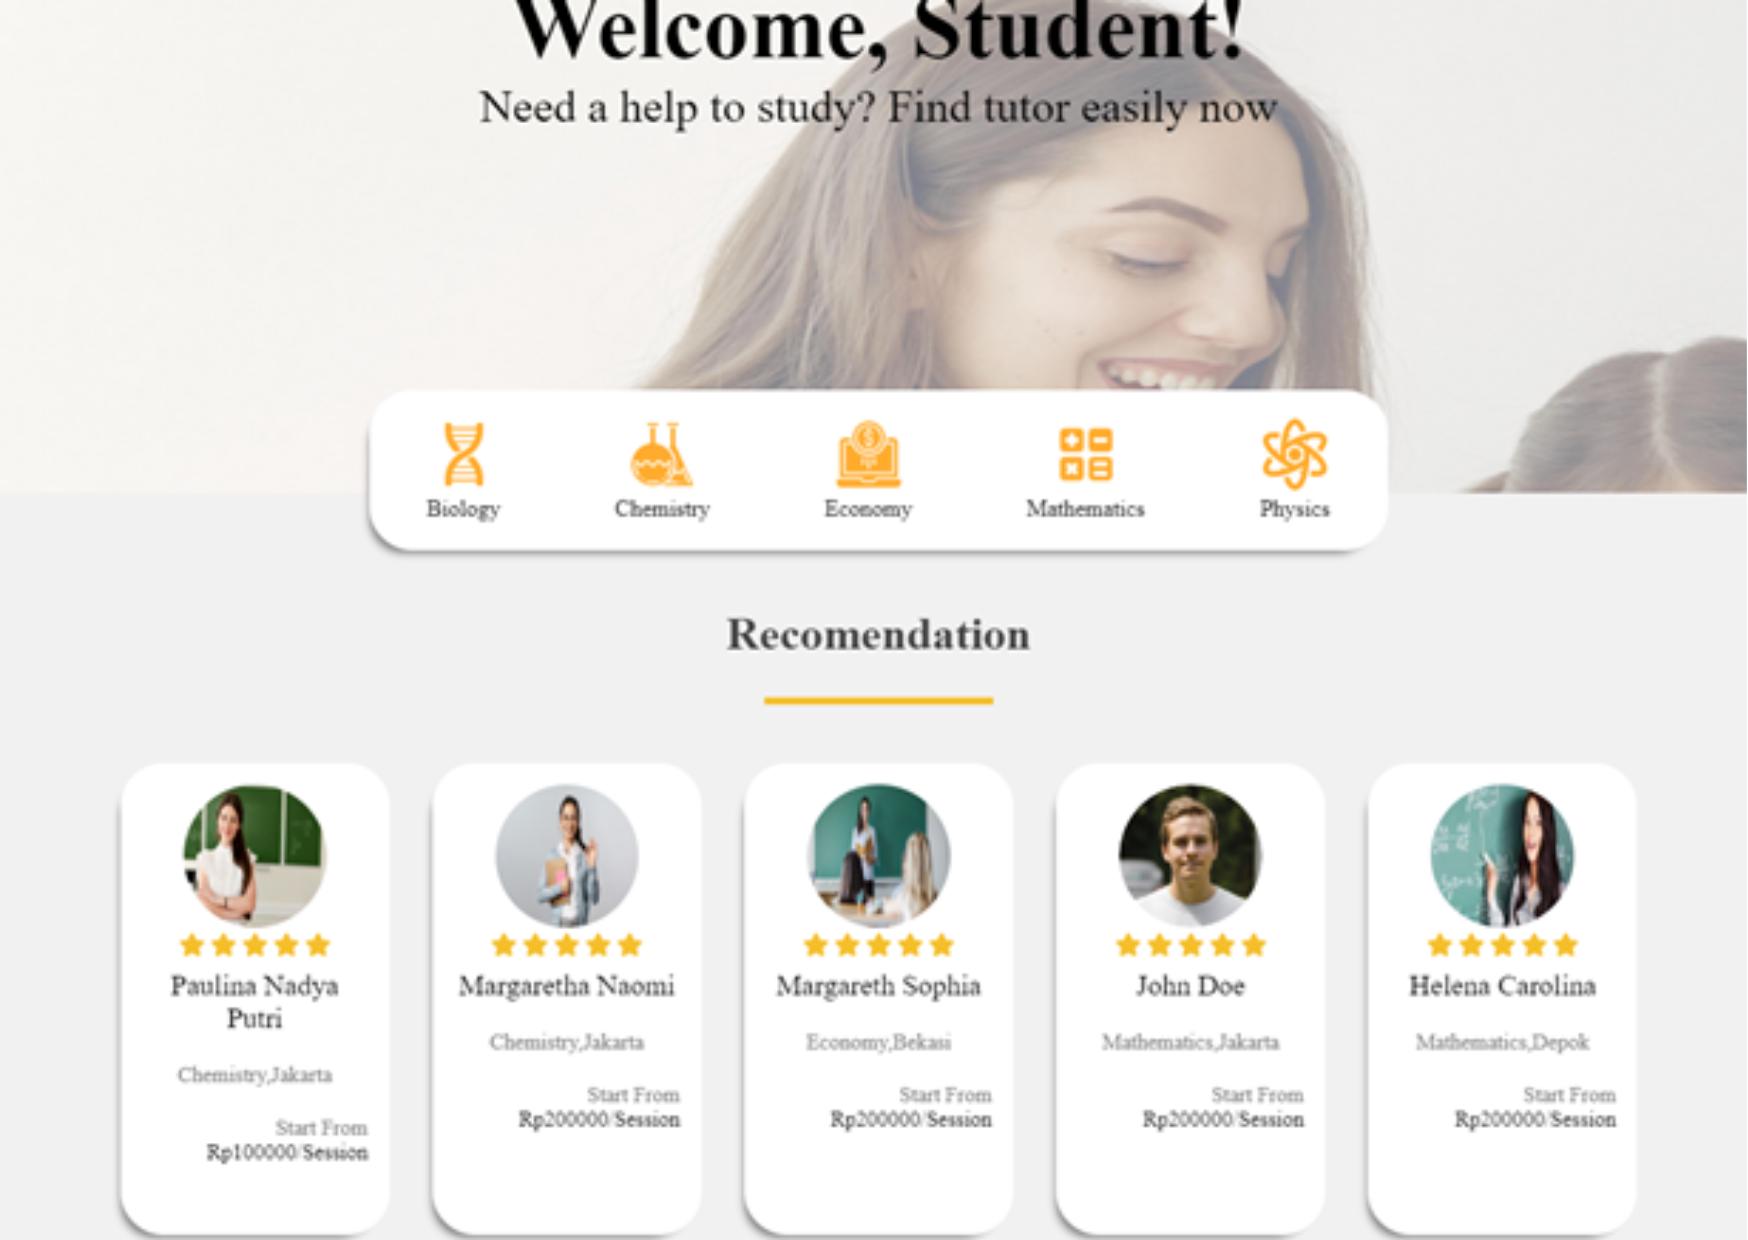 Welcome, Student!
Need a help to study? Find tutor easily now
Biology
Chemistry
Economy
Mathematics
Physics
Recomendation
Paulina Nadya
Putri
Chemistry,Jakarta
Start From
Rp100000/Session
Margaretha Naomi
Chemistry,Jakarta
Start From
Rp200000/Session
Margareth Sophia
Economy,Bekasi
Start From
Rp200000/Session
John Doe
Mathematics,Jakarta
Start From
Rp200000/Session
Helena Carolina
Mathematics,Depok
Start From
Rp200000/Session